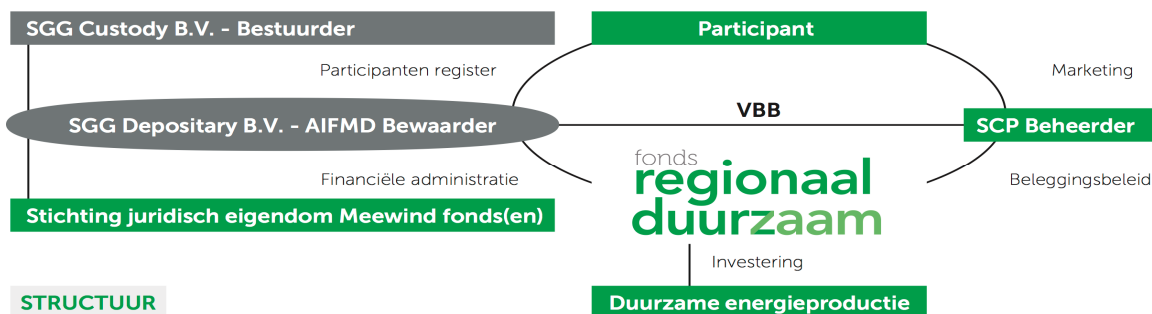 SGG Custody B.V. - Bestuurder
Participant
Participanten register
Marketing
VBB
SGG Depositary B.V. - AIFMD Bewaarder
SCP Beheerder
fonds
regionaal
duurzaam
Financiële administratie
Beleggingsbeleid
Stichting juridisch eigendom Meewind fonds(en)
Investering
STRUCTUUR
Duurzame energieproductie